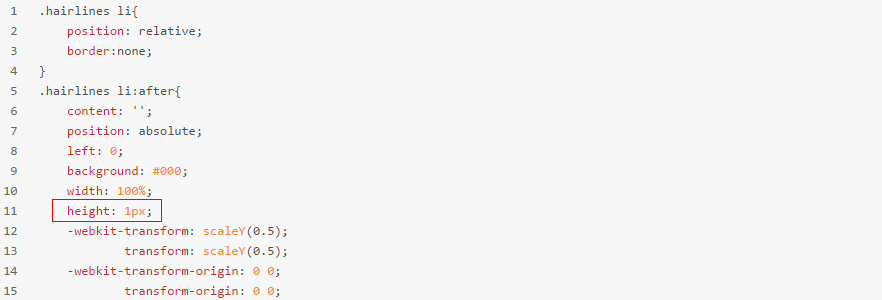 1 .hairlines li{
2 position: relative;
3 border:none;
4 }
5 .hairlines li:after{
6 content: '';
7 position: absolute;
8 left: 0;
9 background: #000;
10 width: 100%;
11 height: 1px;
12 -webkit-transform: scaleY(0.5);
13 transform: scaleY(0.5);
14 -webkit-transform-origin: 0 0;
15 transform-origin: 0 0;